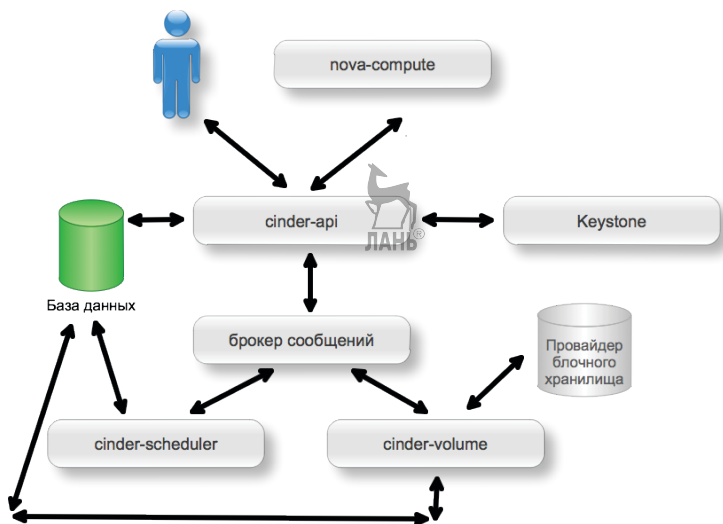 nova-compute
cinder-api
ЛАНЬ®
Keystone
База данных
брокер сообщений
Провайдер
блочного
хранилища
cinder-scheduler
cinder-volume